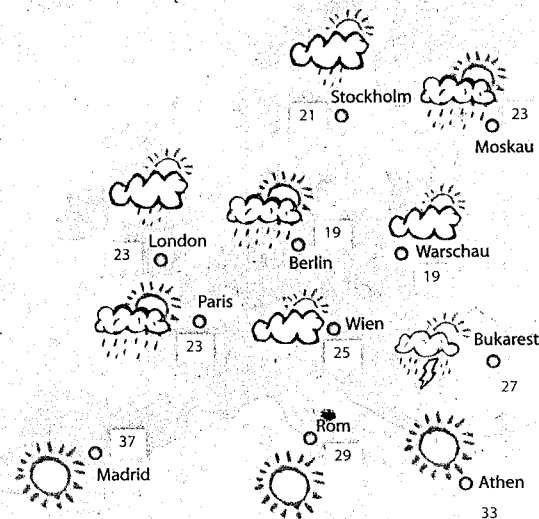 Stockholm
21
23
Moskau
London
23
19
Berlin
Warschau
19
Paris
23
Wien
25
Bukarest
27
37
Madrid
Rom
29
Athen
33